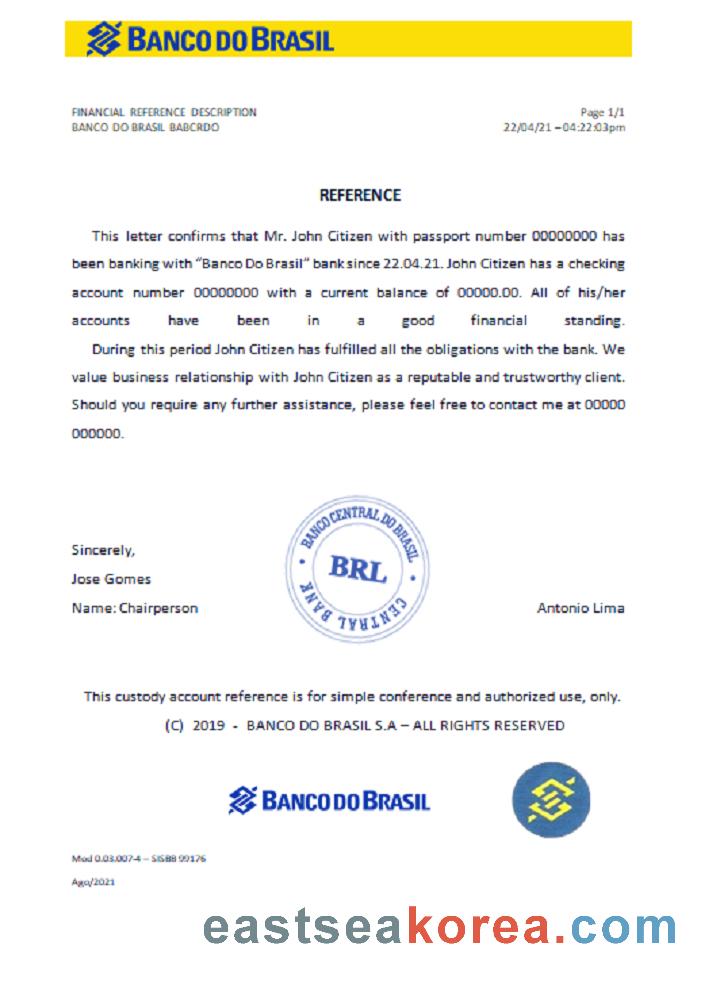 BANCO DO BRASIL
FINANCIAL REFERENCE DESCRIPTION
Page 1/1
BANCO DO BRASIL BABCRDO
22/04/21 – 04:22:03pm
REFERENCE
This letter confirms that Mr. John Citizen with passport number 00000000 has
been banking with “Banco Do Brasil” bank since 22.04.21. John Citizen has a checking
account number 00000000 with a current balance of 00000.00. All of his/her
accounts have been in a good financial standing.
During this period John Citizen has fulfilled all the obligations with the bank. We
value business relationship with John Citizen as a reputable and trustworthy client.
Should you require any further assistance, please feel free to contact me at 00000
000000.
BANCO CENTRAL DO BRASIL
BRL
CENTRAL BANK
Sincerely,
Jose Gomes
Name: Chairperson
Antonio Lima
This custody account reference is for simple conference and authorized use, only.
(C) 2019 - BANCO DO BRASIL S.A – ALL RIGHTS RESERVED
BANCO DO BRASIL
Mod 0.03.007-4 – SISBB 99176
Ago/2021
eastseakorea.com